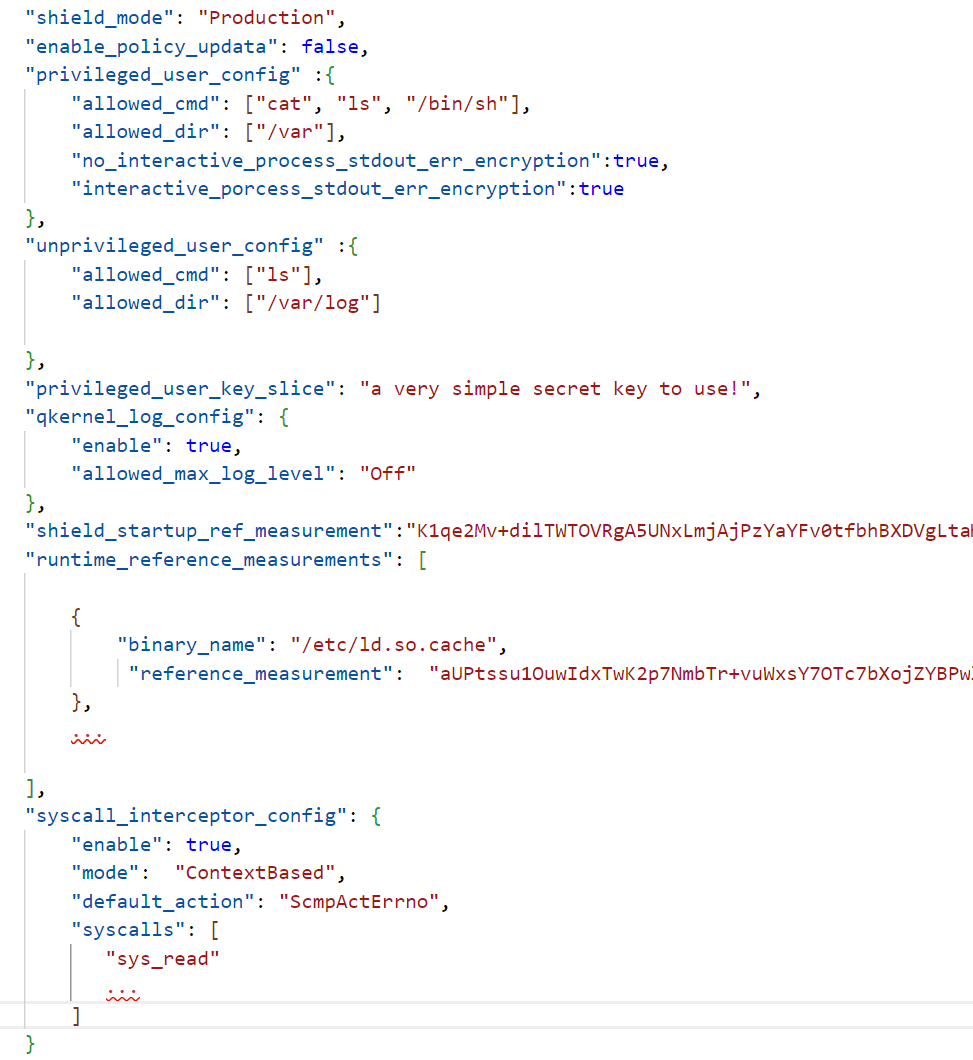 "shield_mode": "Production",
"enable_policy_updata": false,
"privileged_user_config" :{
"allowed_cmd": ["cat", "ls", "/bin/sh"],
"allowed_dir": ["/var"],
"no_interactive_process_stdout_err_encryption":true,
"interactive_porcess_stdout_err_encryption":true
},
"unprivileged_user_config" :{
"allowed_cmd": ["ls"],
"allowed_dir": ["/var/log"]
},
"privileged_user_key_slice": "a very simple secret key to use!",
"qkernel_log_config": {
"enable": true,
"allowed_max_log_level": "Off"
},
"shield_startup_ref_measurement":"K1qe2Mv+dilTWTOVRgA5UNxLmjAjPzYaYFv0tfbhBXDVgLtaK
"runtime_reference_measurements": [
{
"binary_name": "/etc/ld.so.cache",
"reference_measurement":  "aUPtssu1OuwIdxTwK2p7NmbTr+vuWxsY7OTc7bXojZYBPwl
},
...
],
"syscall_interceptor_config": {
"enable": true,
"mode":  "ContextBased",
"default_action": "ScmpActErrno",
"syscalls": [
"sys_read"
...
]
}